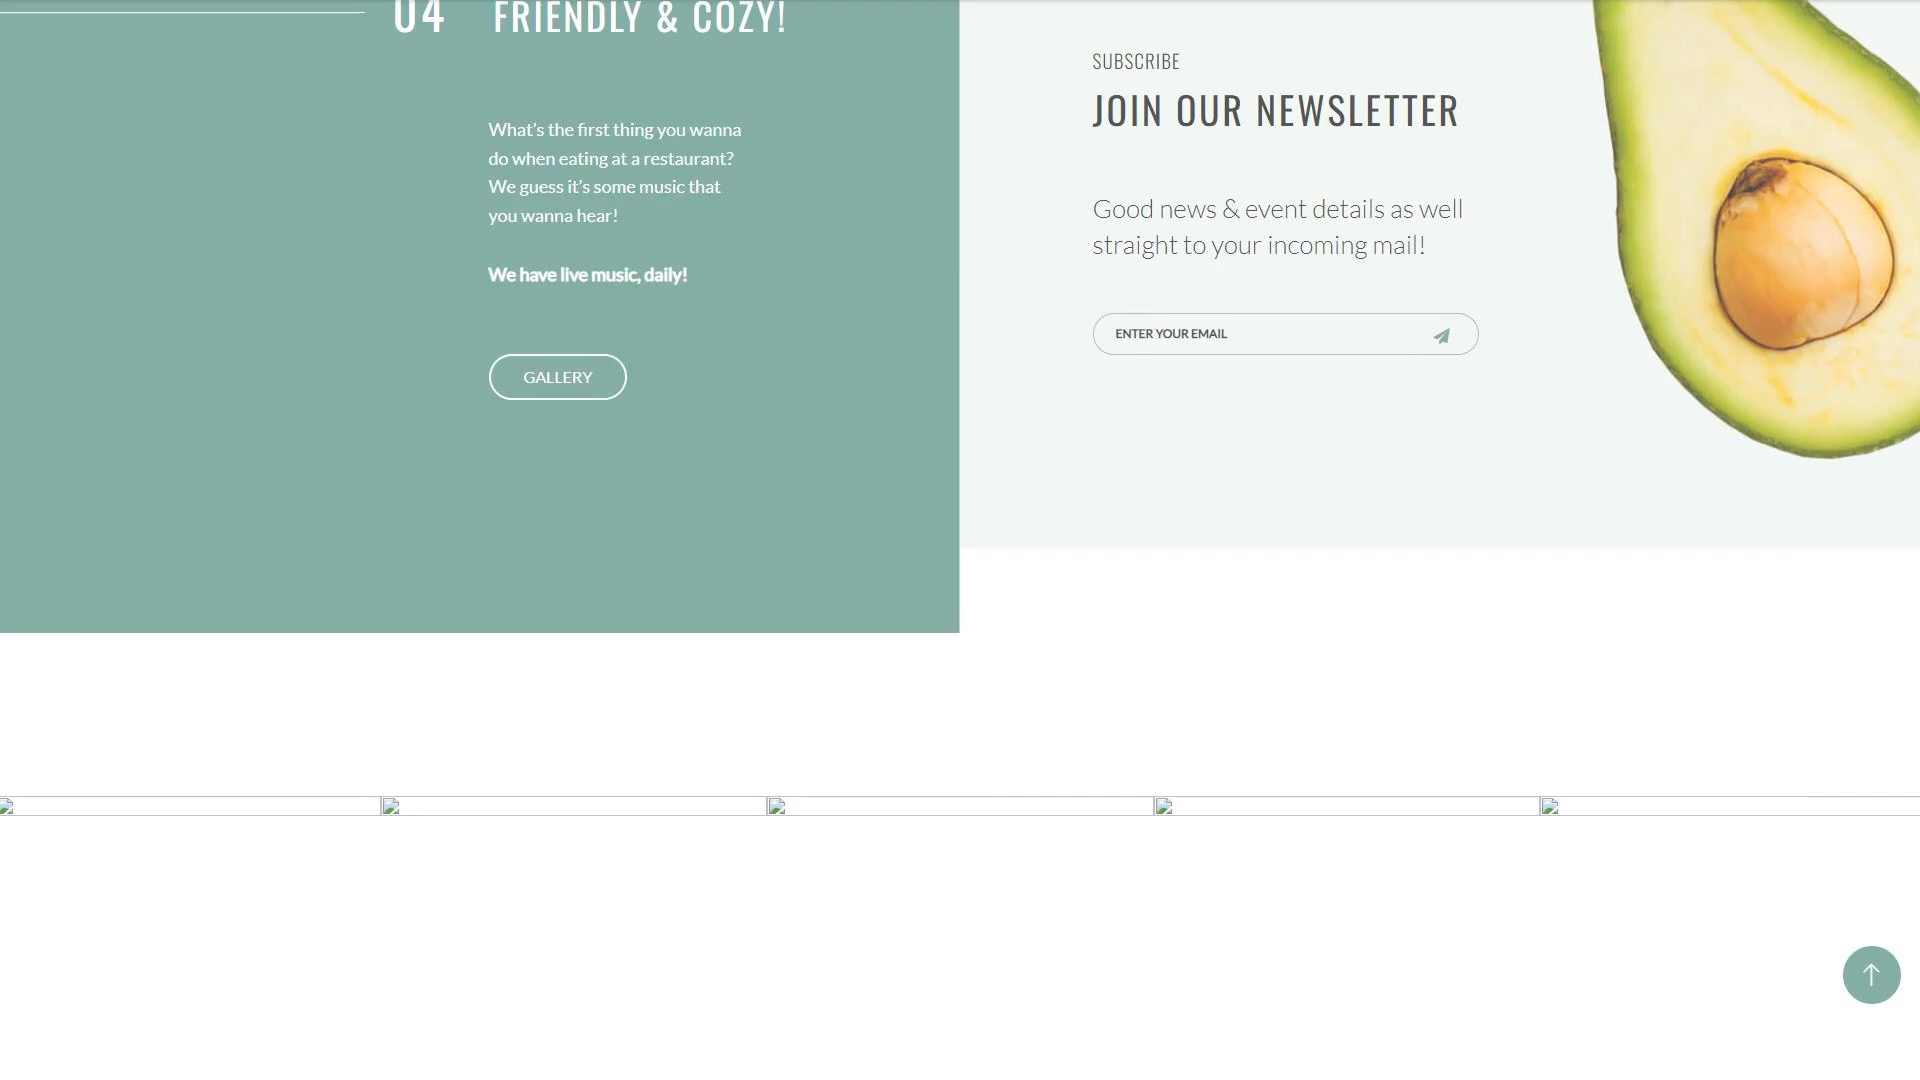 04 FRIENDLY & COZY!
What's the first thing you wanna
do when eating at a restaurant?
We guess it's some music that
you wanna hear!
We have live music, daily!
GALLERY
SUBSCRIBE
JOIN OUR NEWSLETTER
Good news & event details as well
straight to your incoming mail!
ENTER YOUR EMAIL